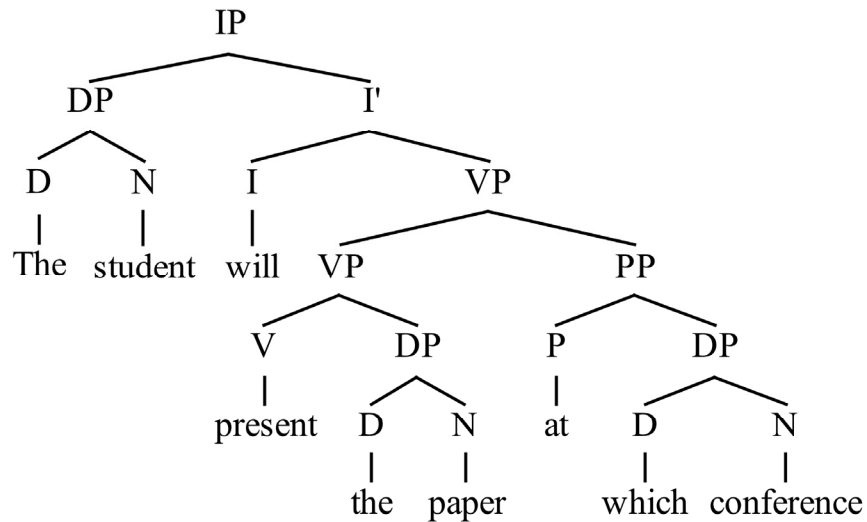 IP
DP I'
D N I VP
The student will VP PP
V DP P DP
present D N at D N
the paper which conference